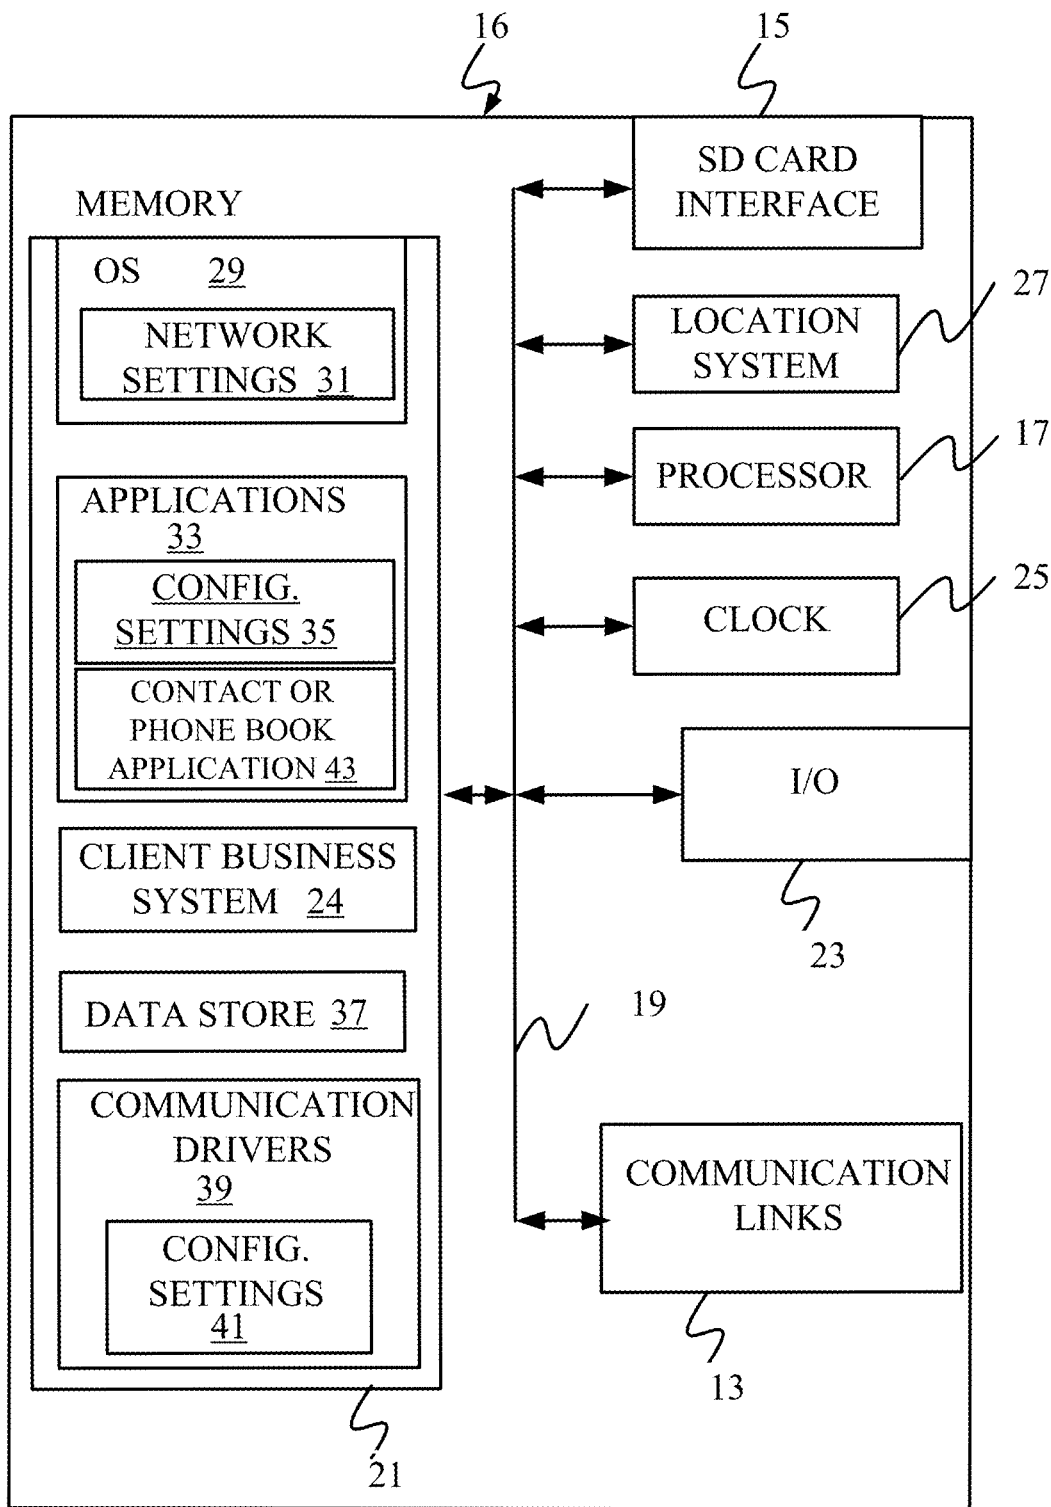 16
15
SD CARD
INTERFACE
MEMORY
OS 29
NETWORK
SETTINGS 31
27
LOCATION
SYSTEM
17
PROCESSOR
APPLICATIONS
33
CONFIG.
SETTINGS 35
25
CLOCK
CONTACT OR
PHONE BOOK
APPLICATION 43
I/O
CLIENT BUSINESS
SYSTEM 24
23
DATA STORE 37
19
COMMUNICATION
DRIVERS
39
CONFIG.
SETTINGS
41
COMMUNICATION
LINKS
13
21